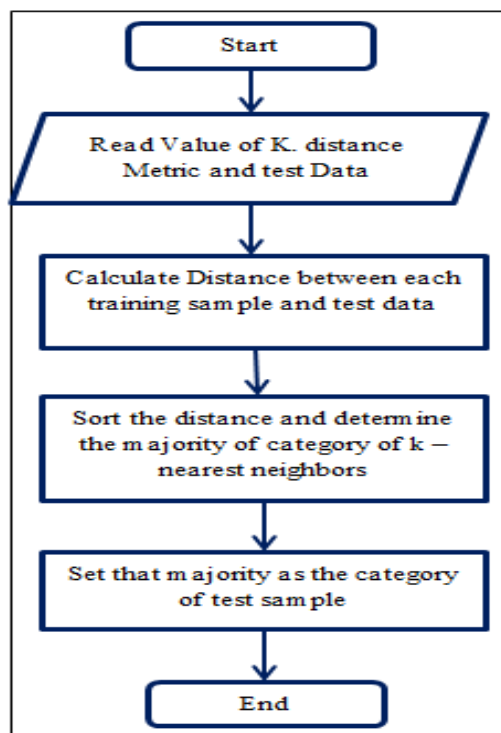 Start
Read Value of K. distance
Metric and test Data
Calculate Distance between each
training sample and test data
Sort the distance and determine
the majority of category of k –
nearest neighbors
Set that majority as the category
of test sample
End